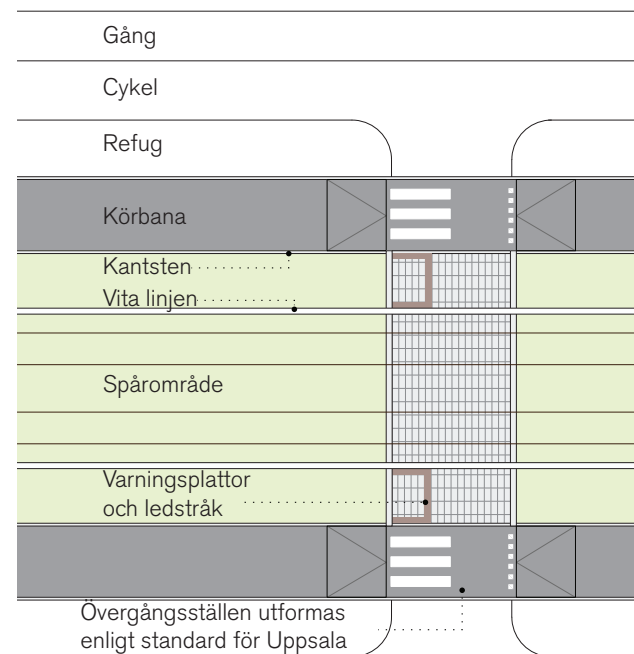 Gång
Cykel
Refug
Körbana
Kantsten
Vita linjen
Spårområde
Varningsplattor
och ledstråk
Övergångsställen utformas
enligt standard för Uppsala